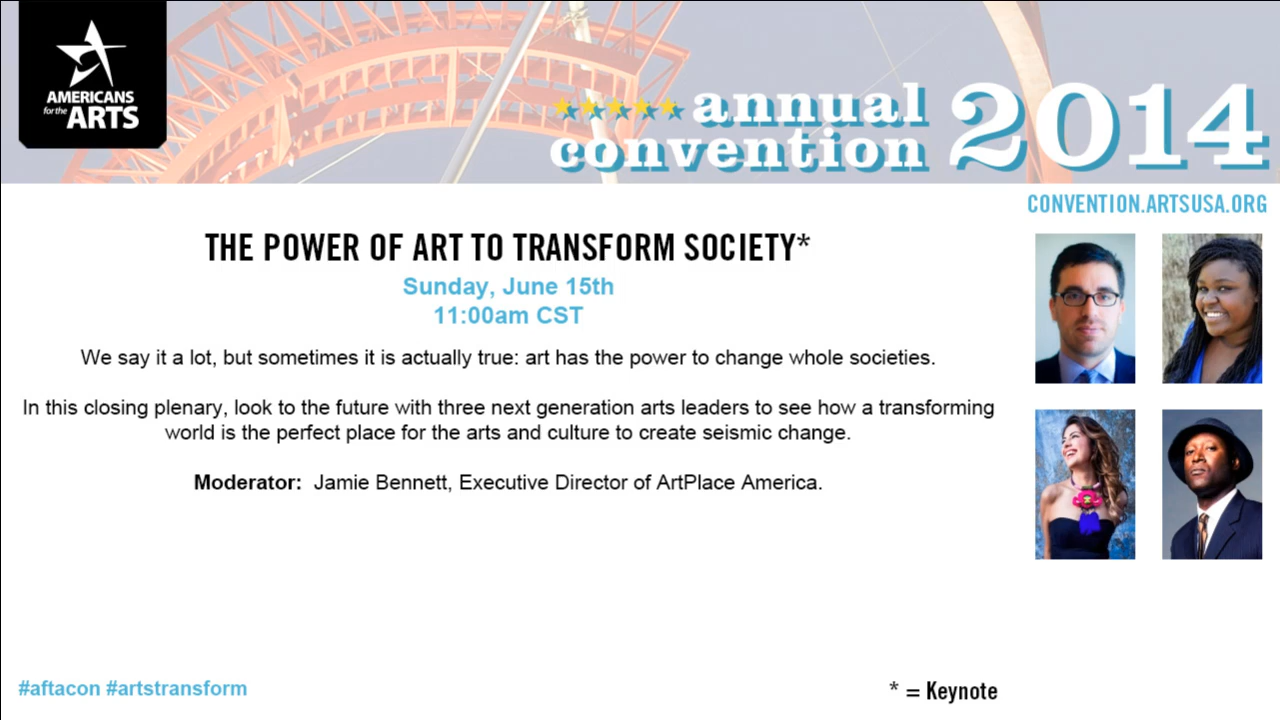 AMERICANS
for the ARTS
annual
convention 2014
CONVENTION.ARTSUSA.ORG
THE POWER OF ART TO TRANSFORM SOCIETY*
Sunday, June 15th
11:00am CST
We say it a lot, but sometimes it is actually true: art has the power to change whole societies.
In this closing plenary, look to the future with three next generation arts leaders to see how a transforming
world is the perfect place for the arts and culture to create seismic change.
Moderator: Jamie Bennett, Executive Director of ArtPlace America.
#aftacon #artstransform
* = Keynote